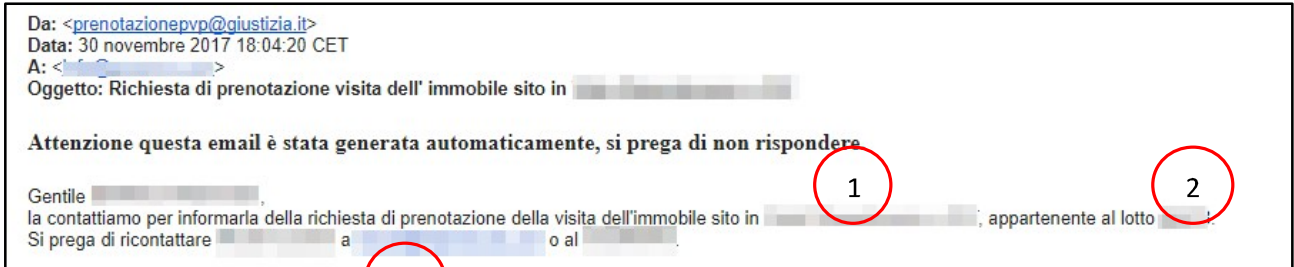 Da: <prenotazionepvp@giustizia.it>
Data: 30 novembre 2017 18:04:20 CET
A: < >
Oggetto: Richiesta di prenotazione visita dell' immobile sito in
Attenzione questa email è stata generata automaticamente, si prega di non rispondere
1
2
Gentile ,
la contattiamo per informarla della richiesta di prenotazione della visita dell'immobile sito in , appartenente al lotto
Si prega di ricontattare a o al .